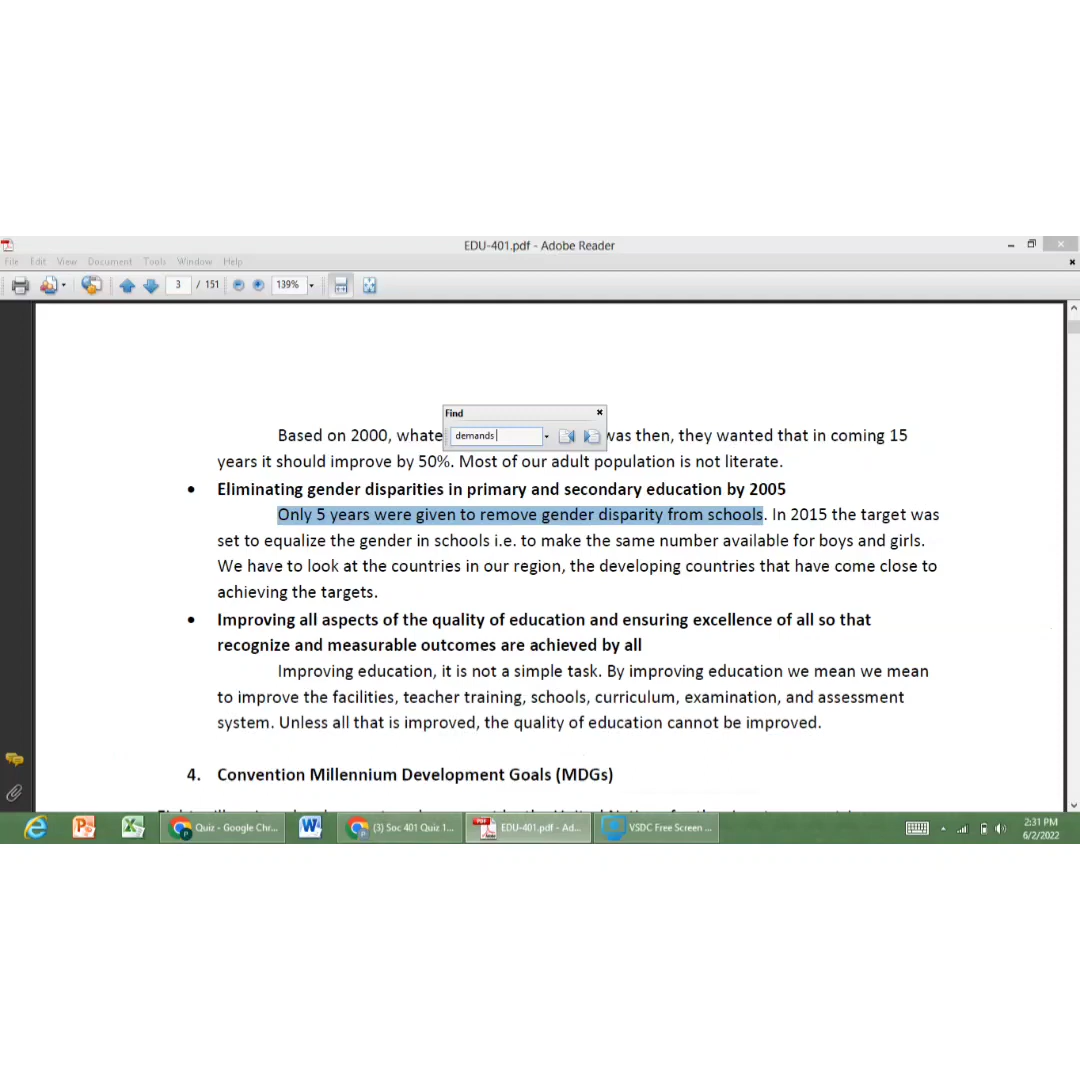 EDU-401.pdf - Adobe Reader
File Edit View Document Tools Window Help
3 / 151 139%
Find
demands
Based on 2000, whate was then, they wanted that in coming 15
years it should improve by 50%. Most of our adult population is not literate.
• Eliminating gender disparities in primary and secondary education by 2005
Only 5 years were given to remove gender disparity from schools. In 2015 the target was
set to equalize the gender in schools i.e. to make the same number available for boys and girls.
We have to look at the countries in our region, the developing countries that have come close to
achieving the targets.
• Improving all aspects of the quality of education and ensuring excellence of all so that
recognize and measurable outcomes are achieved by all
Improving education, it is not a simple task. By improving education we mean we mean
to improve the facilities, teacher training, schools, curriculum, examination, and assessment
system. Unless all that is improved, the quality of education cannot be improved.
4. Convention Millennium Development Goals (MDGs)
Quiz - Google Chr... (3) Soc 401 Quiz 1... EDU-401.pdf - Ad... VSDC Free Screen ...
2:31 PM
6/2/2022